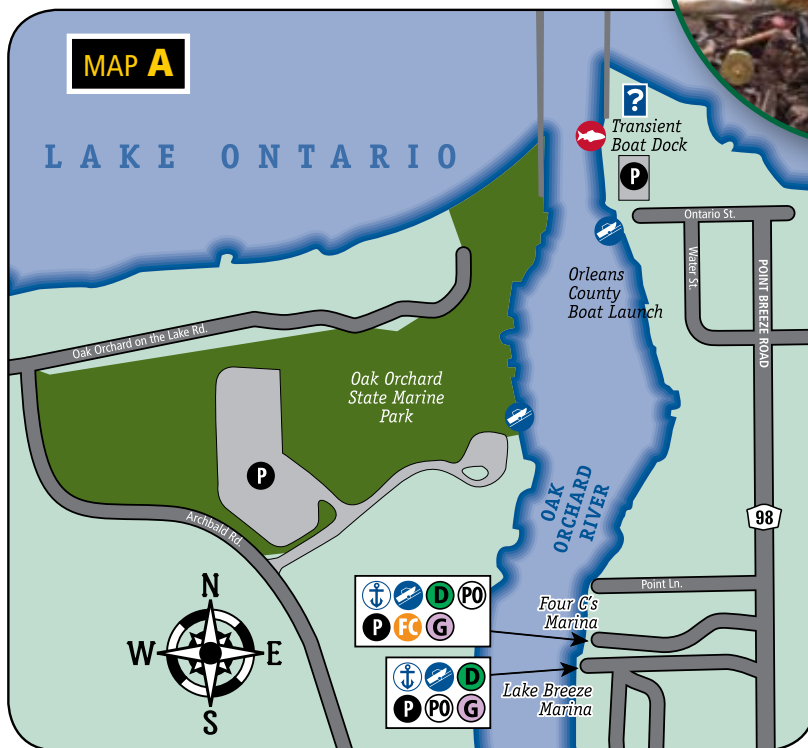 MAP A
LAKE ONTARIO
?
Transient
Boat Dock
P
Ontario St.
Water St.
POINT BREEZE ROAD
Orleans
County
Boat Launch
Oak Orchard on the Lake Rd.
Oak Orchard
State Marine
Park
P
OAK
ORCHARD
RIVER
Archbald Rd.
98
N
W E
S
D PO
P FC G
Point Ln.
Four C's
Marina
D
P PO G
Lake Breeze
Marina